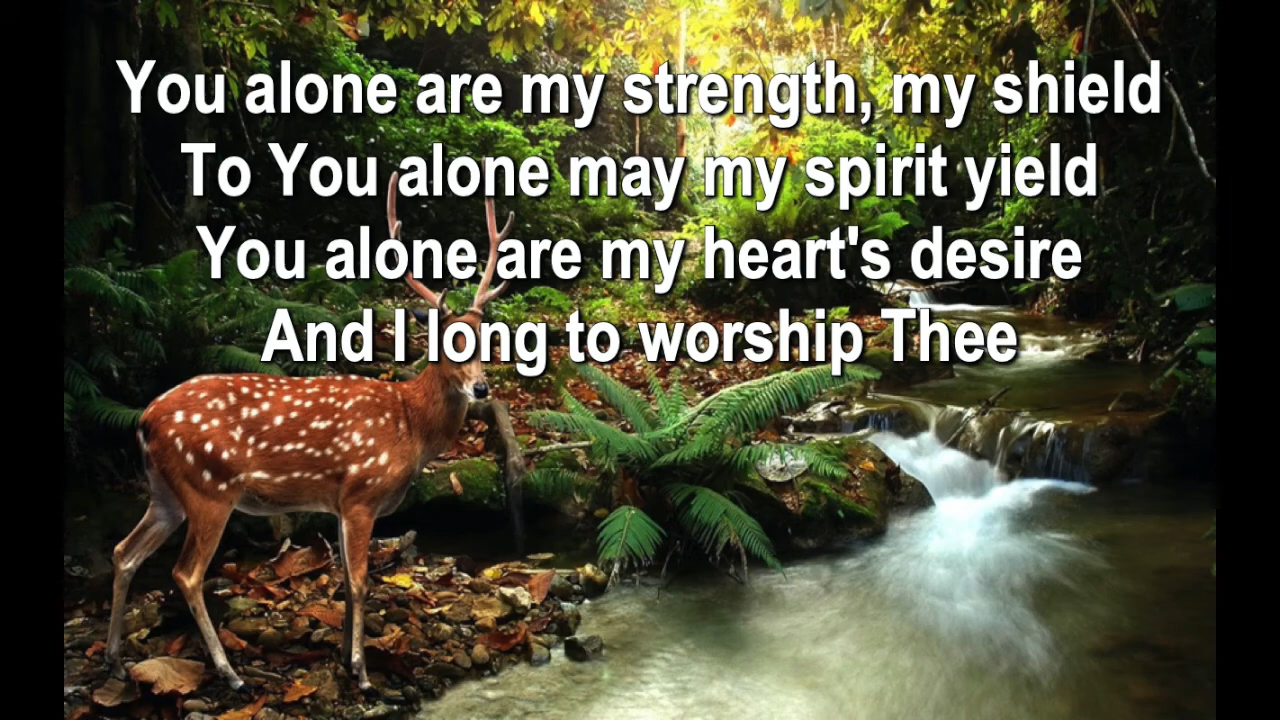 You alone are my strength, my shield
To You alone may my spirit yield
You alone are my heart's desire
And I long to worship Thee